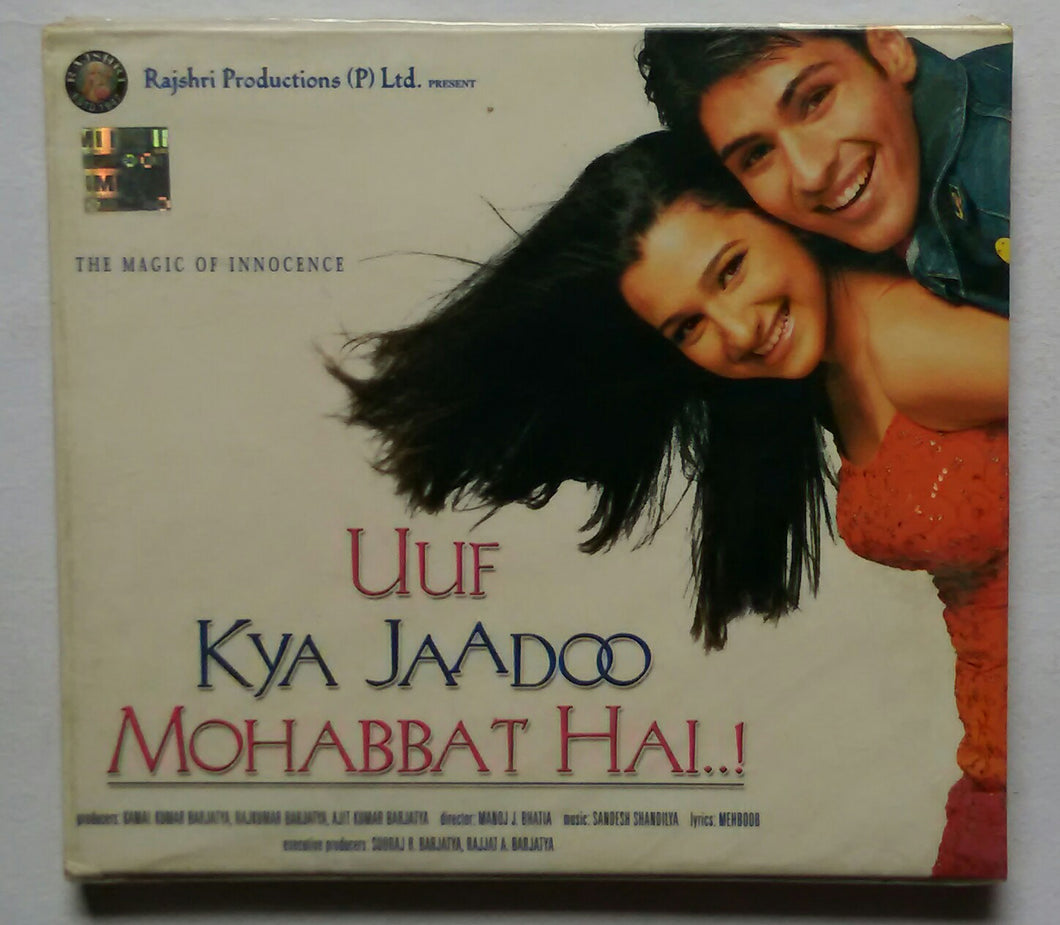 RAJSHRI
Rajshri Productions (P) Ltd. PRESENT
THE MAGIC OF INNOCENCE
UUF
KYA JAADOO
MOHABBAT HAI..!
producers: KAMAL KUMAR BARJATYA, RAJKUMAR BARJATYA, AJIT KUMAR BARJATYA director: MANOJ J. BHATIA music: SANDESH SHANDILYA lyrics: MEHBOOB
executive producers: SOORAJ R. BARJATYA, RAJJAT A. BARJATYA